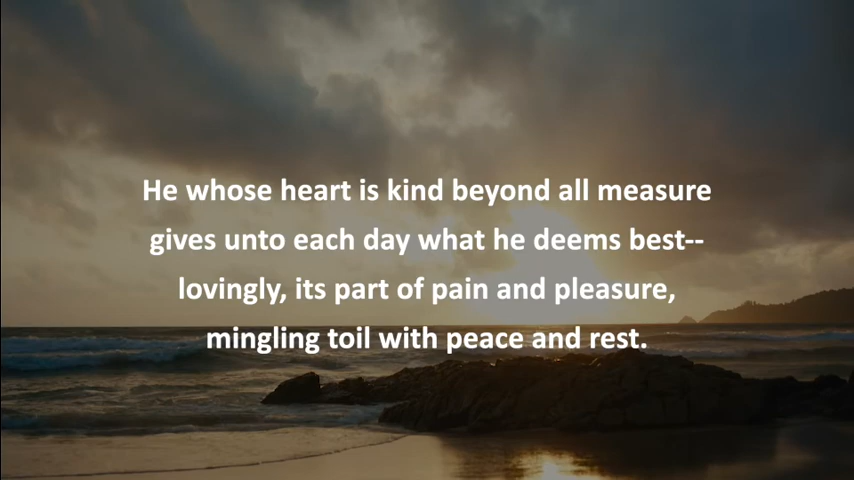 He whose heart is kind beyond all measure
gives unto each day what he deems best--
lovingly, its part of pain and pleasure,
mingling toil with peace and rest.